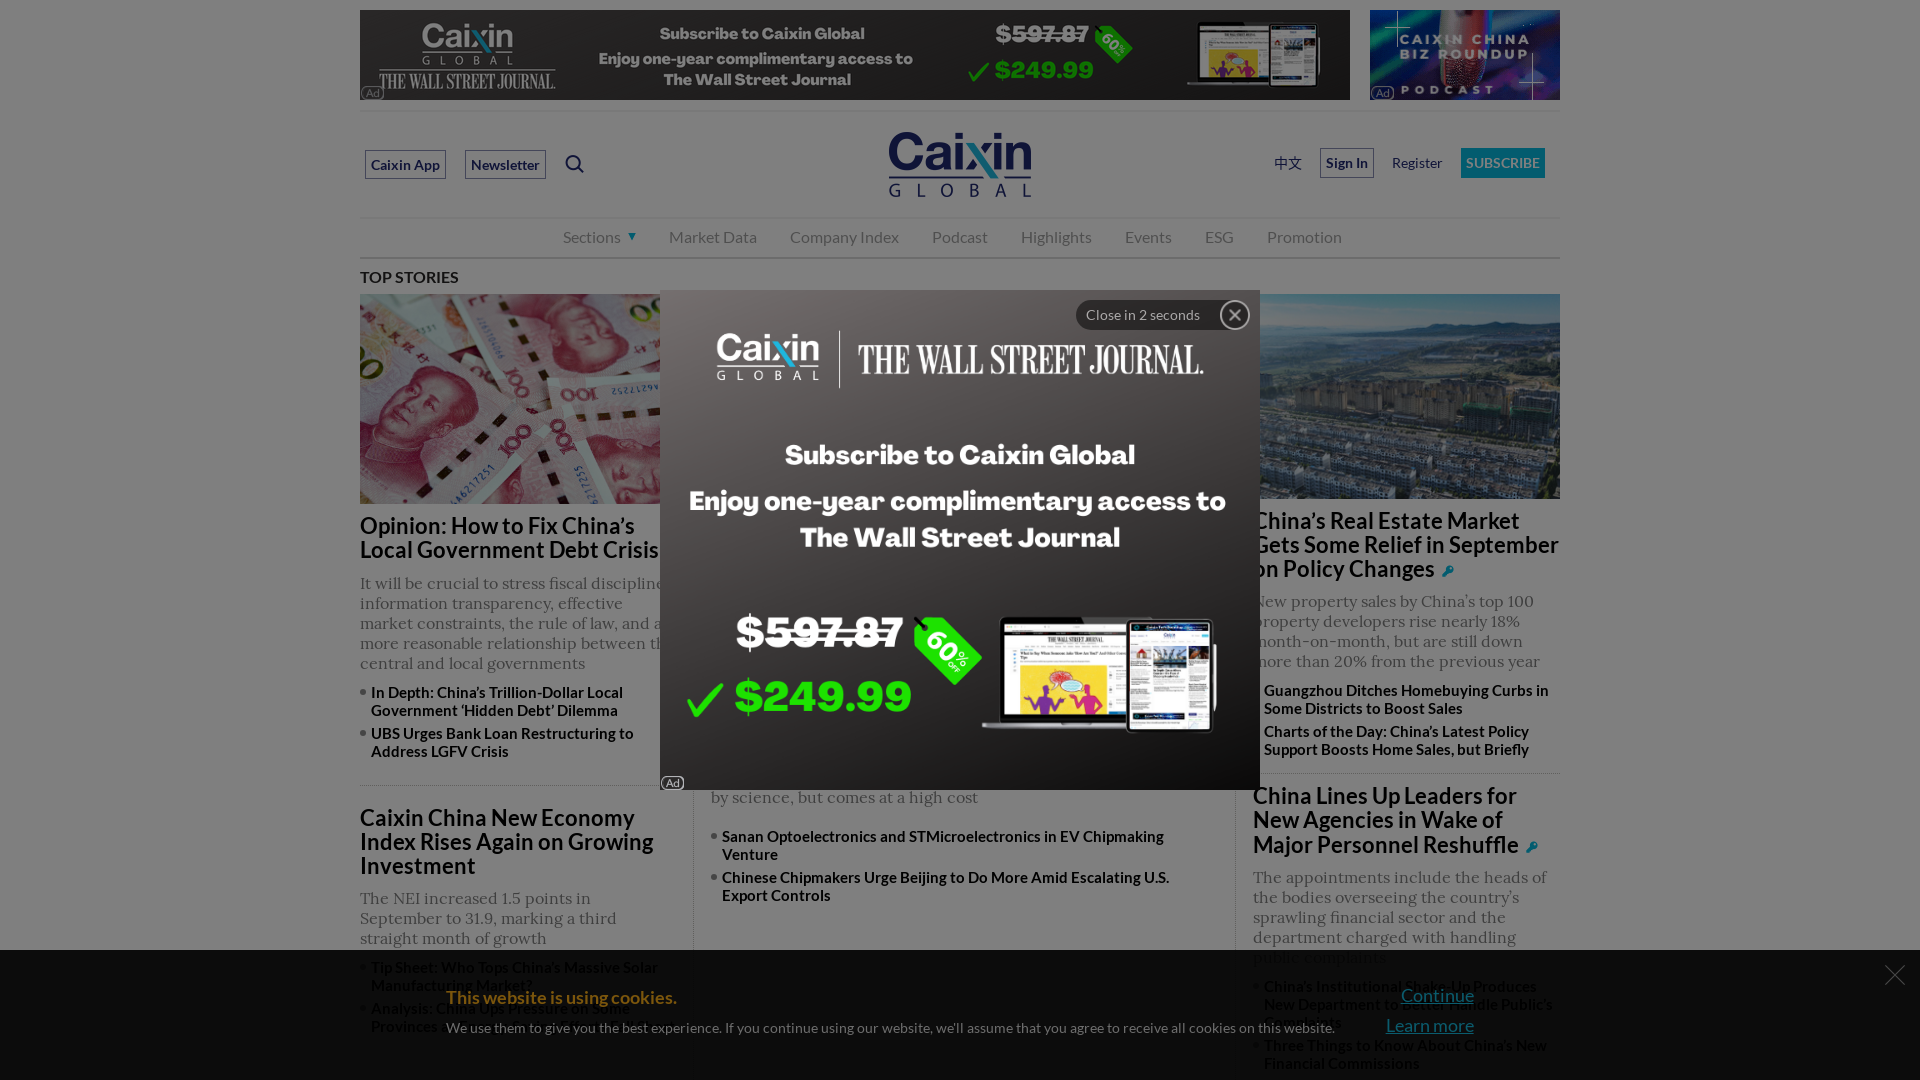 Caixin
GLOBAL
THE WALL STREET JOURNAL.
Subscribe to Caixin Global
Enjoy one-year complimentary access to
The Wall Street Journal
$597.87
60%
$249.99
Ad
CAIXIN CHINA
BIZ ROUNDUP
PODCAST
Ad
Caixin App
Newsletter
Caixin
GLOBAL
中文
Sign In
Register
SUBSCRIBE
Sections ▼
Market Data
Company Index
Podcast
Highlights
Events
ESG
Promotion
TOP STORIES
Close in 2 seconds
Caixin
GLOBAL
THE WALL STREET JOURNAL.
Subscribe to Caixin Global
Enjoy one-year complimentary access to
The Wall Street Journal
$597.87
60%
OFF
$249.99
Ad
Opinion: How to Fix China’s
Local Government Debt Crisis
It will be crucial to stress fiscal discipline
information transparency, effective
market constraints, the rule of law, and a
more reasonable relationship between th
central and local governments
In Depth: China’s Trillion-Dollar Local
Government ‘Hidden Debt’ Dilemma
UBS Urges Bank Loan Restructuring to
Address LGFV Crisis
Caixin China New Economy
Index Rises Again on Growing
Investment
The NEI increased 1.5 points in
September to 31.9, marking a third
straight month of growth
Tip Sheet: Who Tops China’s Massive Solar
Manufacturing Market?
Analysis: China Ups Pressure on Some
Provinces
by science, but comes at a high cost
Sanan Optoelectronics and STMicroelectronics in EV Chipmaking
Venture
Chinese Chipmakers Urge Beijing to Do More Amid Escalating U.S.
Export Controls
China’s Real Estate Market
Gets Some Relief in September
on Policy Changes
New property sales by China’s top 100
property developers rise nearly 18%
month-on-month, but are still down
more than 20% from the previous year
Guangzhou Ditches Homebuying Curbs in
Some Districts to Boost Sales
Charts of the Day: China’s Latest Policy
Support Boosts Home Sales, but Briefly
China Lines Up Leaders for
New Agencies in Wake of
Major Personnel Reshuffle
The appointments include the heads of
the bodies overseeing the country’s
sprawling financial sector and the
department charged with handling
public complaints
China’s Institutional Shake-Up Produces
New Department to Better Handle Public’s
Complaints
Three Things to Know About China’s New
Financial Commissions
This website is using cookies.
We use them to give you the best experience. If you continue using our website, we'll assume that you agree to receive all cookies on this website.
Continue
Learn more